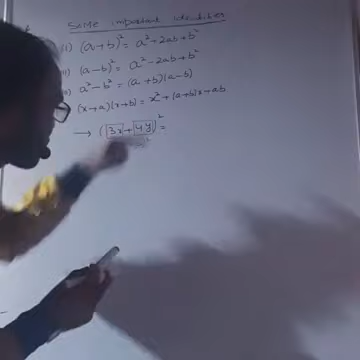 Some important identities
(i) (a+b)² = a² + 2ab + b²
(ii) (a-b)² = a² - 2ab + b²
a² - b² = (a+b)(a-b)
(x+a)(x+b) = x² + (a+b)x + ab
→ (3x+4y)² =